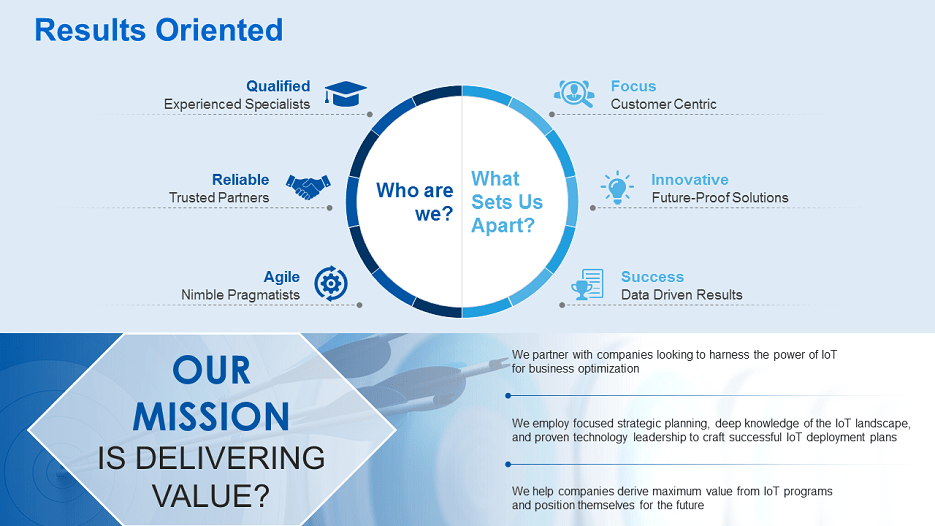 Results Oriented
Qualified
Experienced Specialists
Reliable
Trusted Partners
Agile
Nimble Pragmatists
Who are
we?
What
Sets Us
Apart?
Focus
Customer Centric
Innovative
Future-Proof Solutions
Success
Data Driven Results
OUR
MISSION
IS DELIVERING
VALUE?
We partner with companies looking to harness the power of IoT
for business optimization
We employ focused strategic planning, deep knowledge of the IoT landscape,
and proven technology leadership to craft successful IoT deployment plans
We help companies derive maximum value from IoT programs
and position themselves for the future